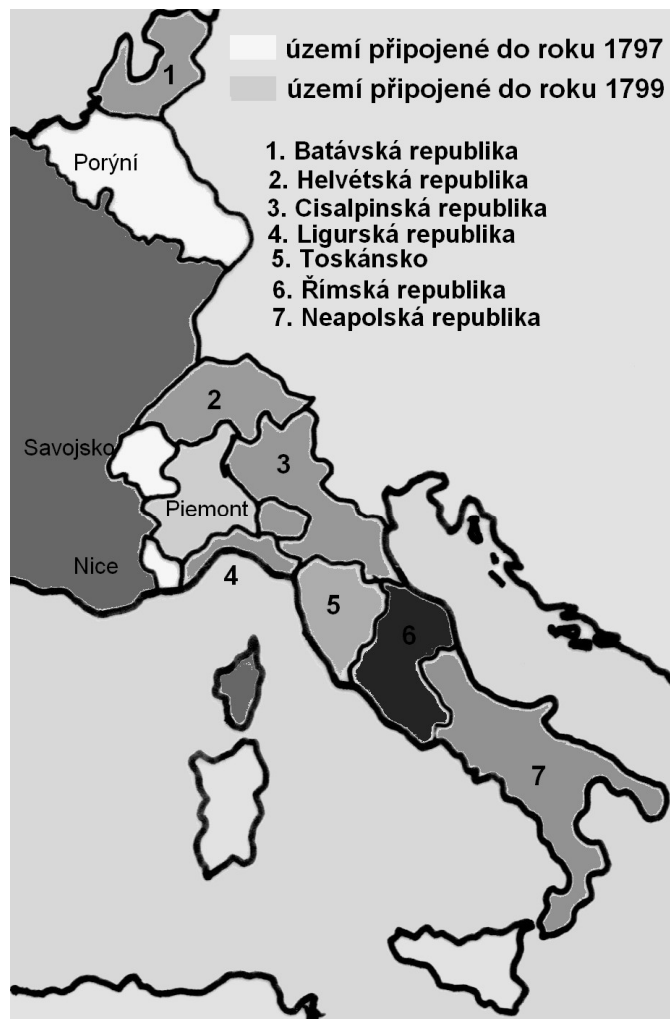 území připojené do roku 1797
území připojené do roku 1799
1. Batávská republika
2. Helvétská republika
3. Cisalpinská republika
4. Ligurská republika
5. Toskánsko
6. Římská republika
7. Neapolská republika
1
Porýní
2
Savojsko
3
Piemont
Nice
4
5
6
7